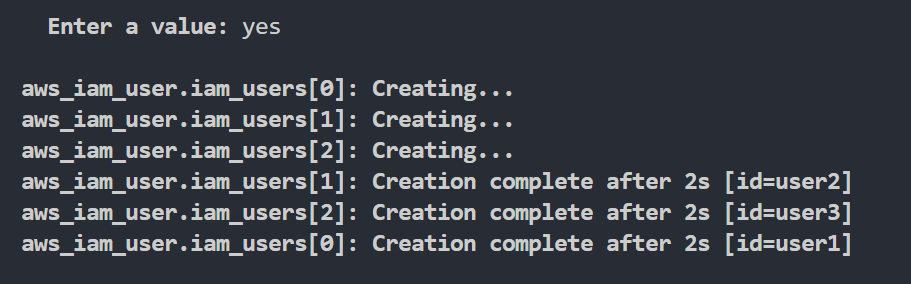 Enter a value: yes
aws_iam_user.iam_users[0]: Creating...
aws_iam_user.iam_users[1]: Creating...
aws_iam_user.iam_users[2]: Creating...
aws_iam_user.iam_users[1]: Creation complete after 2s [id=user2]
aws_iam_user.iam_users[2]: Creation complete after 2s [id=user3]
aws_iam_user.iam_users[0]: Creation complete after 2s [id=user1]